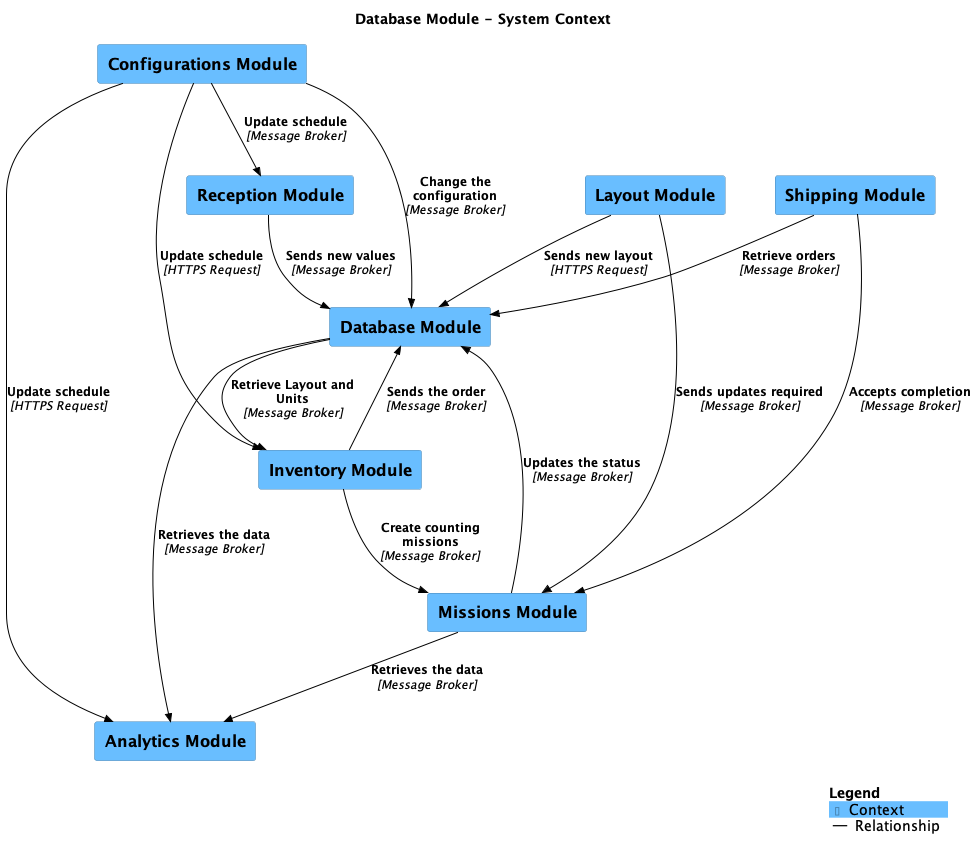 Database Module - System Context
Configurations Module
Update schedule
[Message Broker]
Change the
configuration
[Message Broker]
Reception Module
Layout Module
Shipping Module
Update schedule
[HTTPS Request]
Sends new values
[Message Broker]
Sends new layout
[HTTPS Request]
Retrieve orders
[Message Broker]
Database Module
Update schedule
[HTTPS Request]
Retrieve Layout and
Units
[Message Broker]
Sends the order
[Message Broker]
Sends updates required
[Message Broker]
Accepts completion
[Message Broker]
Inventory Module
Updates the status
[Message Broker]
Retrieves the data
[Message Broker]
Create counting
missions
[Message Broker]
Missions Module
Retrieves the data
[Message Broker]
Analytics Module
Legend
Context
Relationship